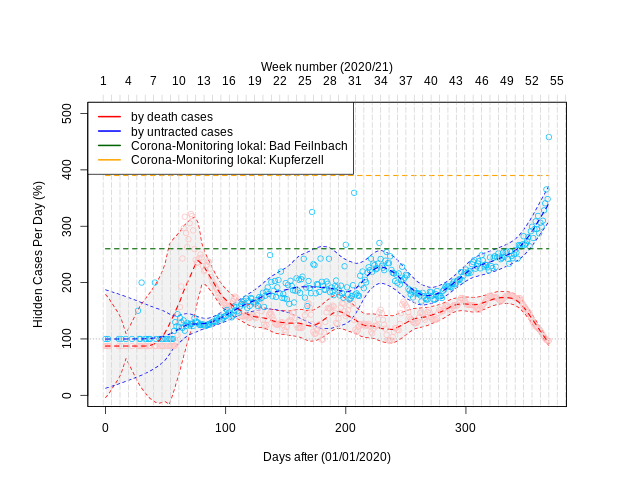 Week number (2020/21)
1 4 7 10 13 16 19 22 25 28 31 34 37 40 43 46 49 52 55
by death cases
by untracted cases
Corona-Monitoring lokal: Bad Feilnbach
Corona-Monitoring lokal: Kupferzell
Hidden Cases Per Day (%)
500
400
300
200
100
0
0 100 200 300
Days after (01/01/2020)